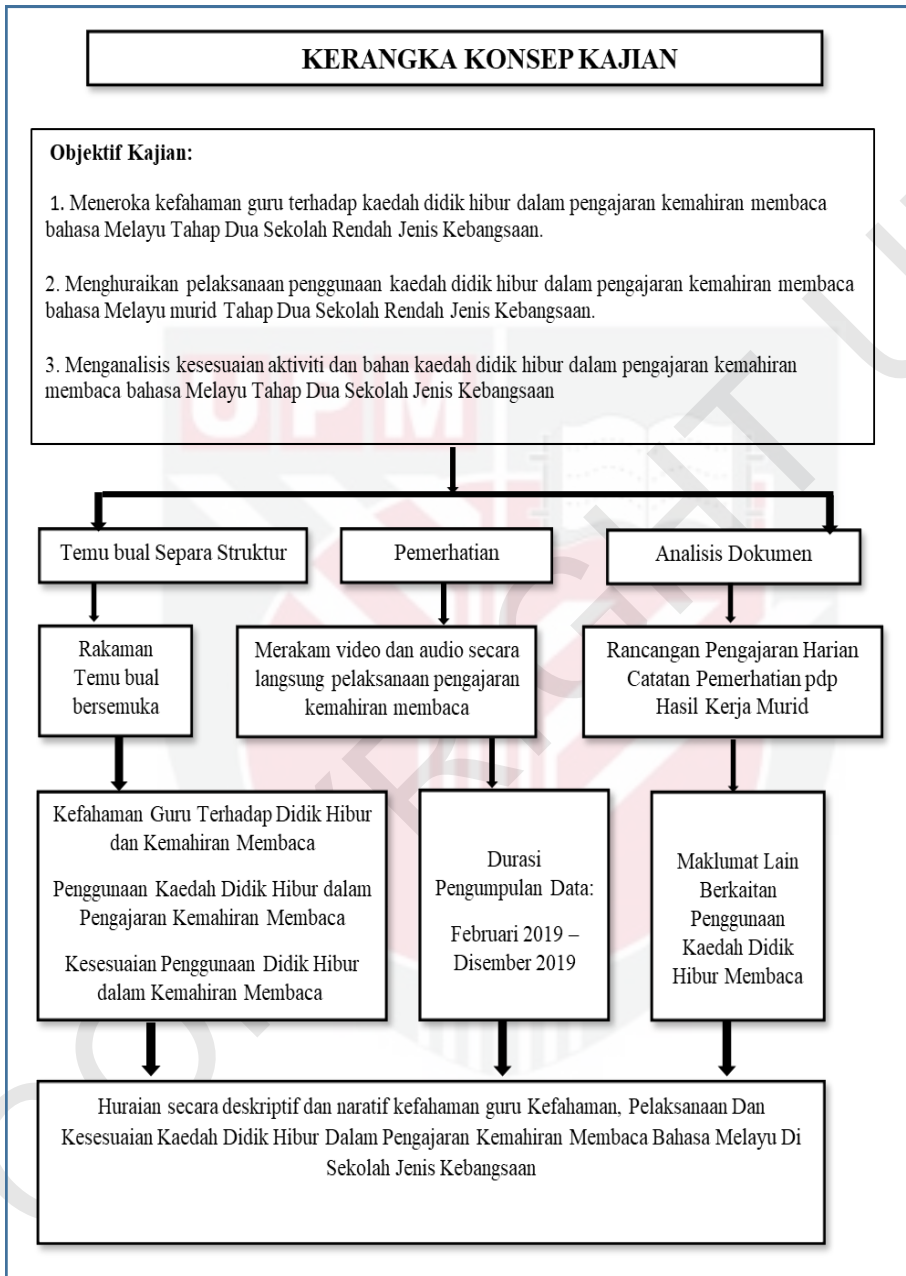 KERANGKA KONSEP KAJIAN
Objektif Kajian:
1. Meneroka kefahaman guru terhadap kaedah didik hibur dalam pengajaran kemahiran membaca
bahasa Melayu Tahap Dua Sekolah Rendah Jenis Kebangsaan.
2. Menghuraikan pelaksanaan penggunaan kaedah didik hibur dalam pengajaran kemahiran membaca
bahasa Melayu murid Tahap Dua Sekolah Rendah Jenis Kebangsaan.
3. Menganalisis kesesuaian aktiviti dan bahan kaedah didik hibur dalam pengajaran kemahiran
membaca bahasa Melayu Tahap Dua Sekolah Jenis Kebangsaan
UPM
Temu bual Separa Struktur
Pemerhatian
Analisis Dokumen
Rakaman
Temu bual
bersemuka
Merakam video dan audio secara
langsung pelaksanaan pengajaran
kemahiran membaca
Rancangan Pengajaran Harian
Catatan Pemerhatian pdp
Hasil Kerja Murid
Kefahaman Guru Terhadap Didik Hibur
dan Kemahiran Membaca
Penggunaan Kaedah Didik Hibur dalam
Pengajaran Kemahiran Membaca
Kesesuaian Penggunaan Didik Hibur
dalam Kemahiran Membaca
Durasi
Pengumpulan Data:
Februari 2019 –
Disember 2019
Maklumat Lain
Berkaitan
Penggunaan
Kaedah Didik
Hibur Membaca
Huraian secara deskriptif dan naratif kefahaman guru Kefahaman, Pelaksanaan Dan
Kesesuaian Kaedah Didik Hibur Dalam Pengajaran Kemahiran Membaca Bahasa Melayu Di
Sekolah Jenis Kebangsaan
COPYRIGHT U